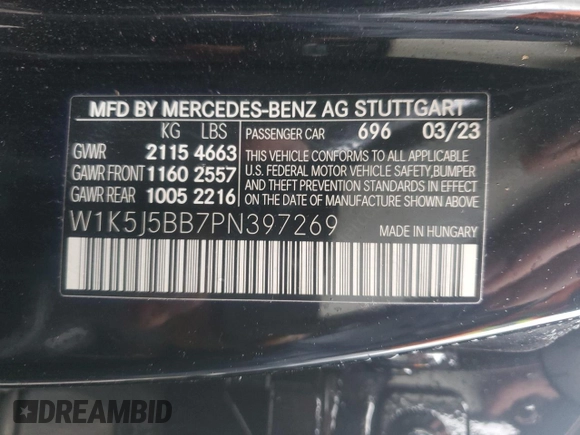 MFD BY MERCEDES-BENZ AG STUTTGART
KG LBS PASSENGER CAR 696 03/23
GVWR 2115 4663 THIS VEHICLE CONFORMS TO ALL APPLICABLE
GAWR FRONT 1160 2557 U.S. FEDERAL MOTOR VEHICLE SAFETY,BUMPER
AND THEFT PREVENTION STANDARDS IN EFFECT
GAWR REAR 1005 2216 ON THE DATE OF MANUFACTURE SHOWN ABOVE
W1K5J5BB7PN397269 MADE IN HUNGARY
DREAMBID